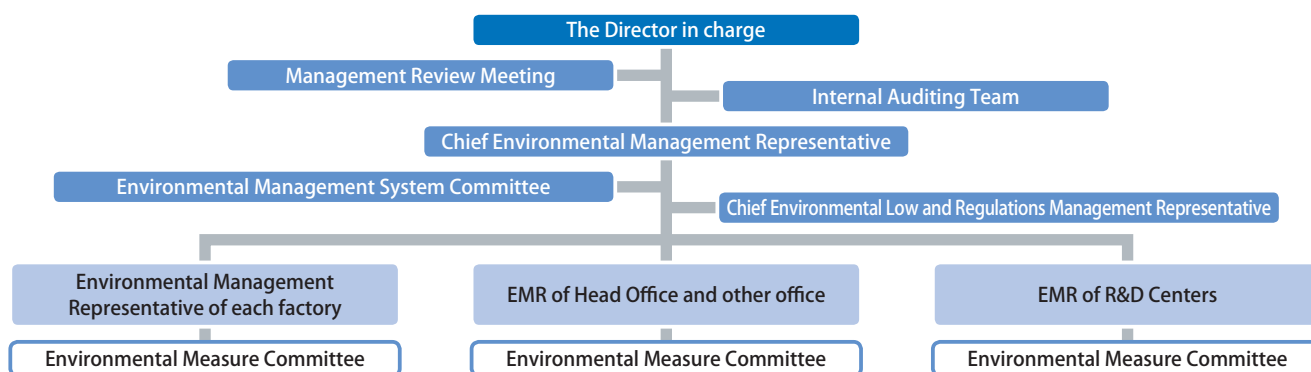 The Director in charge
Management Review Meeting
Internal Auditing Team
Chief Environmental Management Representative
Environmental Management System Committee
Chief Environmental Low and Regulations Management Representative
Environmental Management
Representative of each factory
EMR of Head Office and other office
EMR of R&D Centers
Environmental Measure Committee
Environmental Measure Committee
Environmental Measure Committee